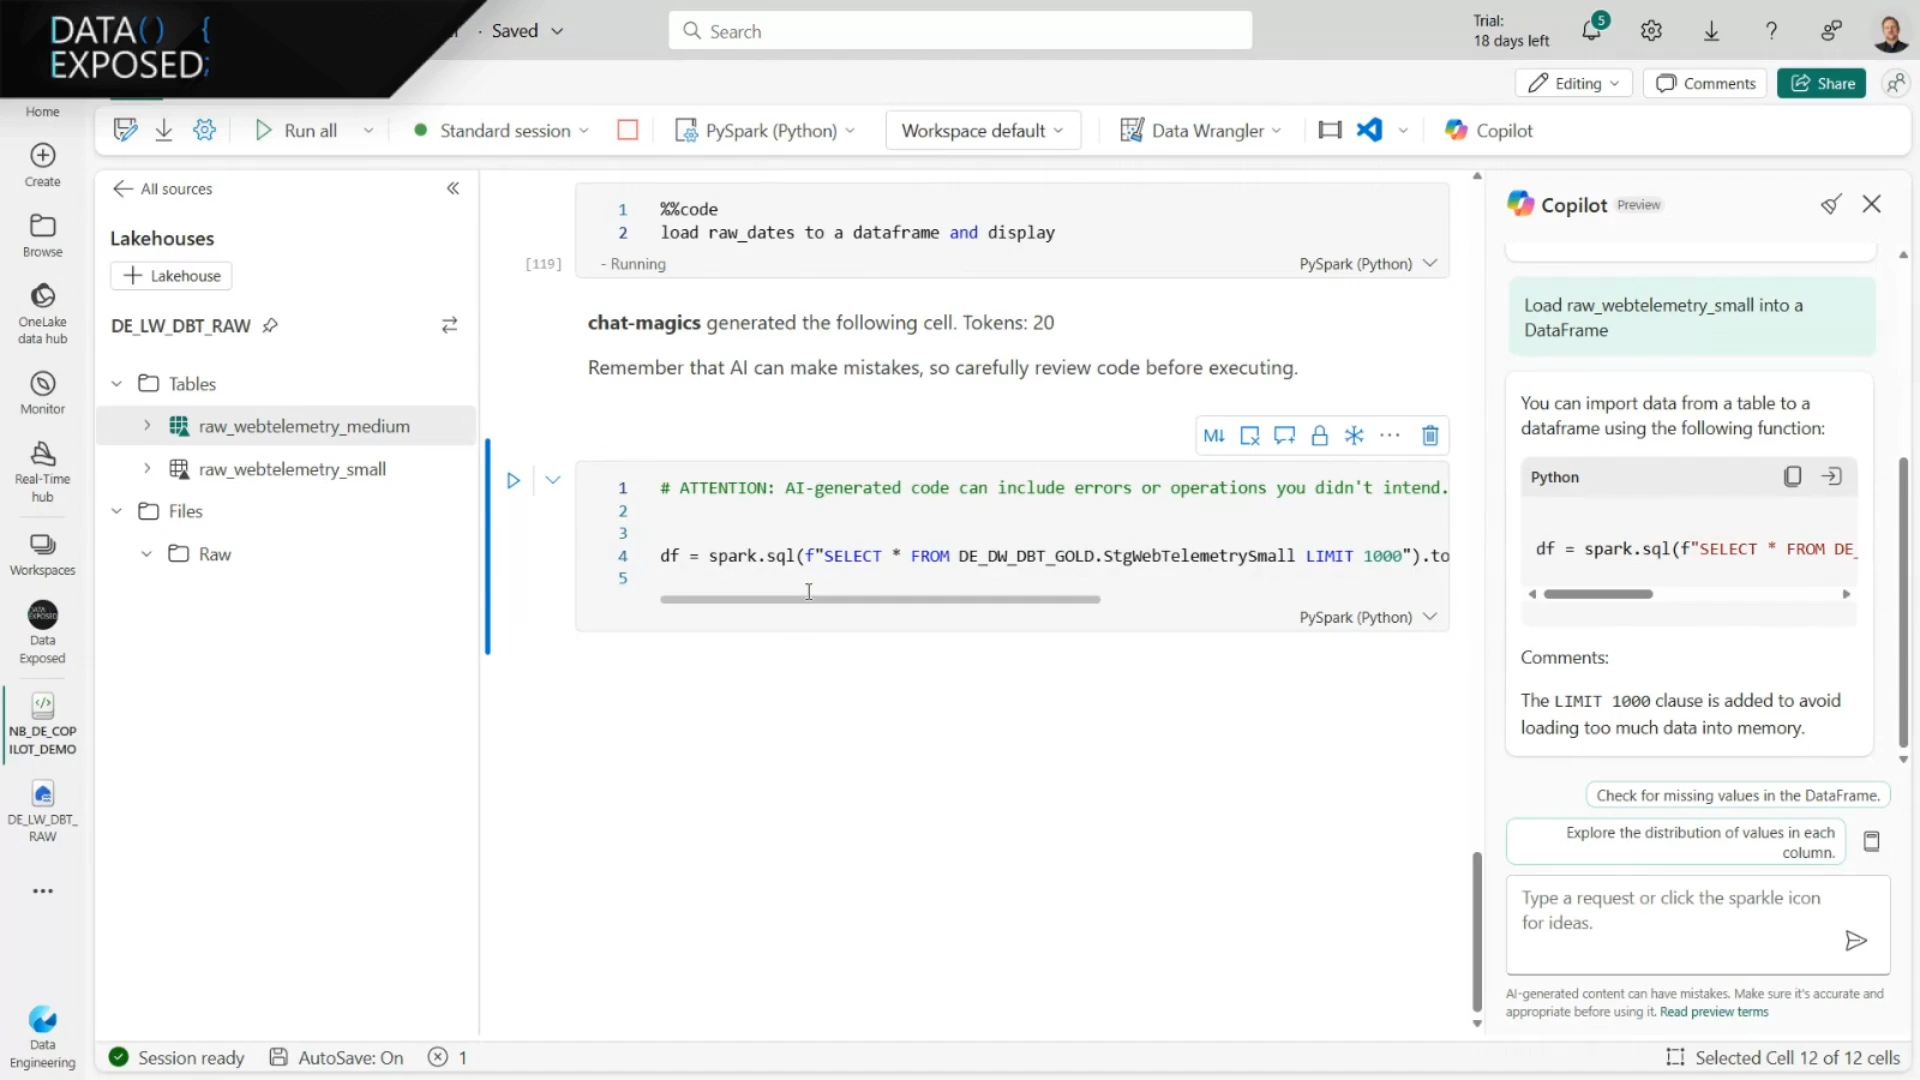 DATA() {
EXPOSED;
Saved
Search
Trial:
18 days left
5
?
Editing
Comments
Share
Run all
Standard session
PySpark (Python)
Workspace default
Data Wrangler
Copilot
Home
Create
Browse
OneLake
data hub
Monitor
Real-Time
hub
Workspaces
DATA
EXPOSED
Data
Exposed
NB_DE_COP
ILOT_DEMO
DE_LW_DBT_
RAW
Data
Engineering
All sources
Lakehouses
Lakehouse
DE_LW_DBT_RAW
Tables
raw_webtelemetry_medium
raw_webtelemetry_small
Files
Raw
1 %%code
2 load raw_dates to a dataframe and display
[119] - Running PySpark (Python)
chat-magics generated the following cell. Tokens: 20
Remember that AI can make mistakes, so carefully review code before executing.
M↓
1 # ATTENTION: AI-generated code can include errors or operations you didn't intend.
2
3
4 df = spark.sql(f"SELECT * FROM DE_DW_DBT_GOLD.StgWebTelemetrySmall LIMIT 1000").to
5
PySpark (Python)
Copilot Preview
Load raw_webtelemetry_small into a
DataFrame
You can import data from a table to a
dataframe using the following function:
Python
df = spark.sql(f"SELECT * FROM DE_
Comments:
The LIMIT 1000 clause is added to avoid
loading too much data into memory.
Check for missing values in the DataFrame.
Explore the distribution of values in each
column.
Type a request or click the sparkle icon
for ideas.
AI-generated content can have mistakes. Make sure it's accurate and
appropriate before using it. Read preview terms
Session ready
AutoSave: On
1
Selected Cell 12 of 12 cells